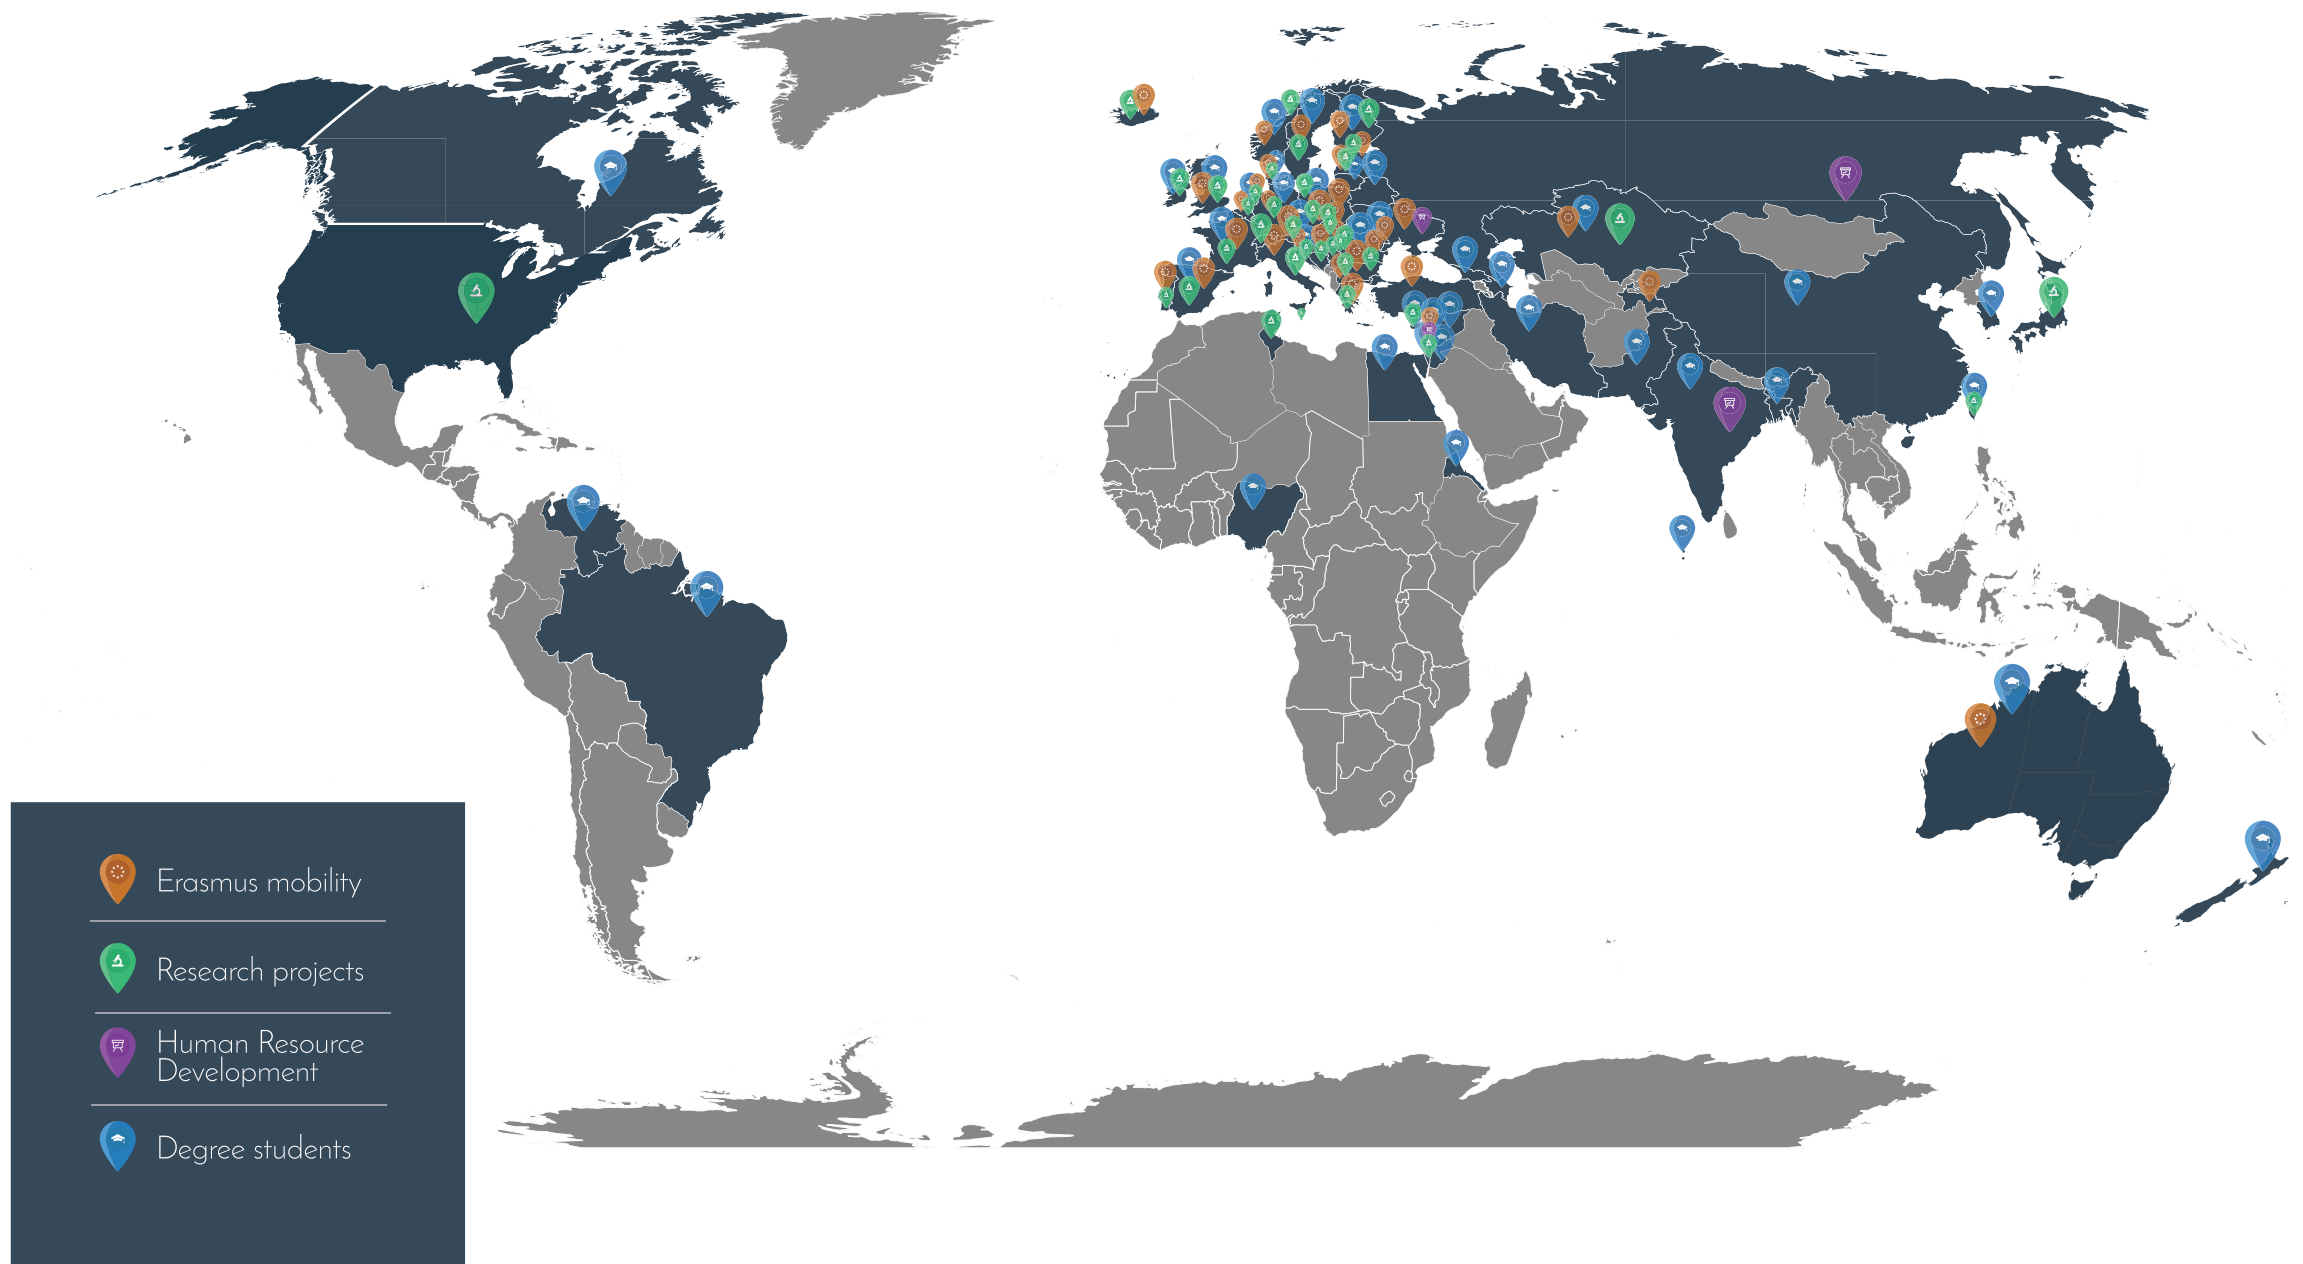 Erasmus mobility
Research projects
Human Resource
Development
Degree students